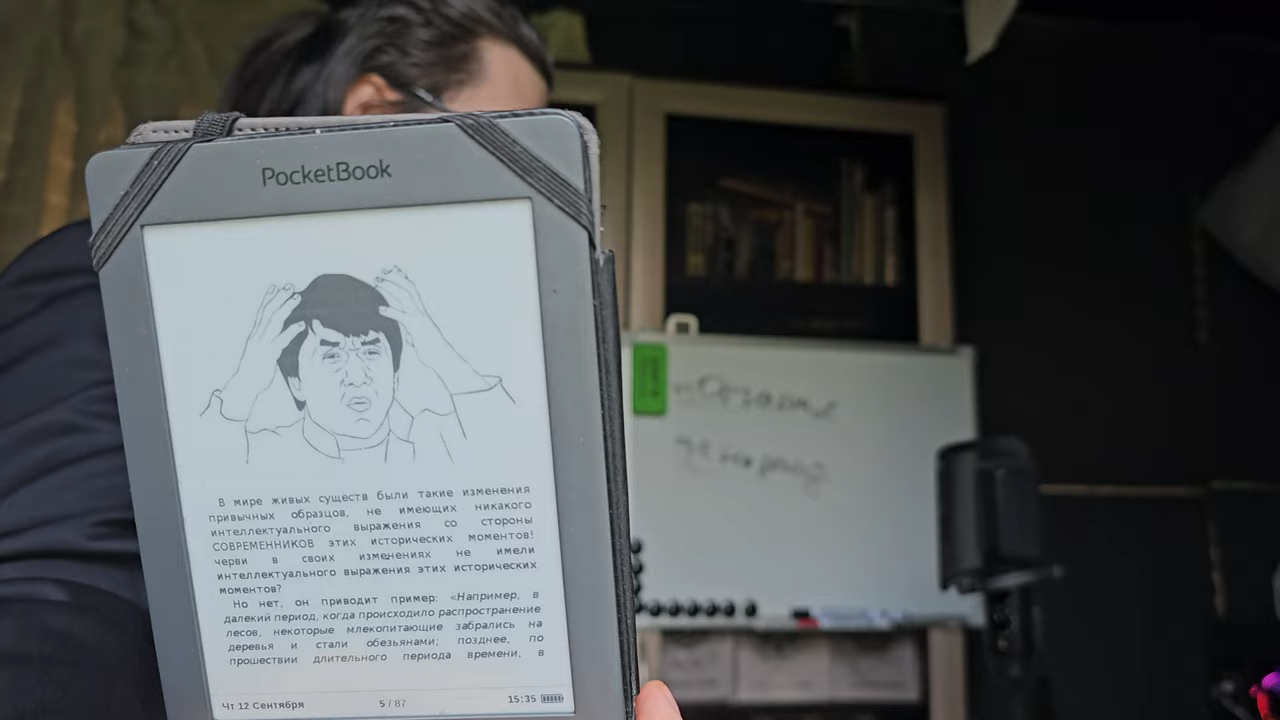 PocketBook
В мире живых существ были такие изменения
привычных образцов, не имеющих никакого
интеллектуального выражения со стороны
СОВРЕМЕННИКОВ этих исторических моментов!
черви в своих изменениях не имели
интеллектуального выражения этих исторических
моментов?
Но нет, он приводит пример: «Например, в
далекий период, когда происходило распространение
лесов, некоторые млекопитающие забрались на
деревья и стали обезьянами; позднее, по
прошествии длительного периода времени, в
Чт 12 Сентября 5 / 87 15:35